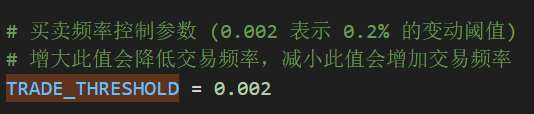 # 买卖频率控制参数 (0.002 表示 0.2% 的变动阈值)
# 增大此值会降低交易频率，减小此值会增加交易频率
TRADE_THRESHOLD = 0.002